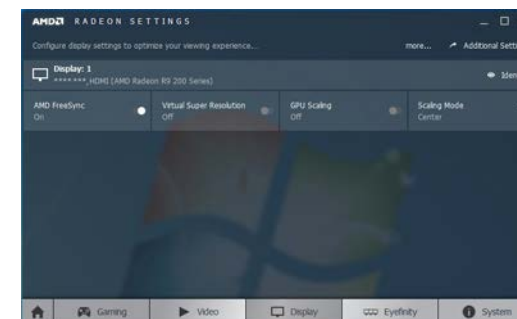 AMD RADEON SETTINGS
Configure display settings to optimize your viewing experience... more... Additional Setti
Display: 1
*******,HDMI [AMD Radeon R9 200 Series] Iden
AMD FreeSync Virtual Super Resolution GPU Scaling Scaling Mode
On Off Off Center
Gaming Video Display Eyefinity System